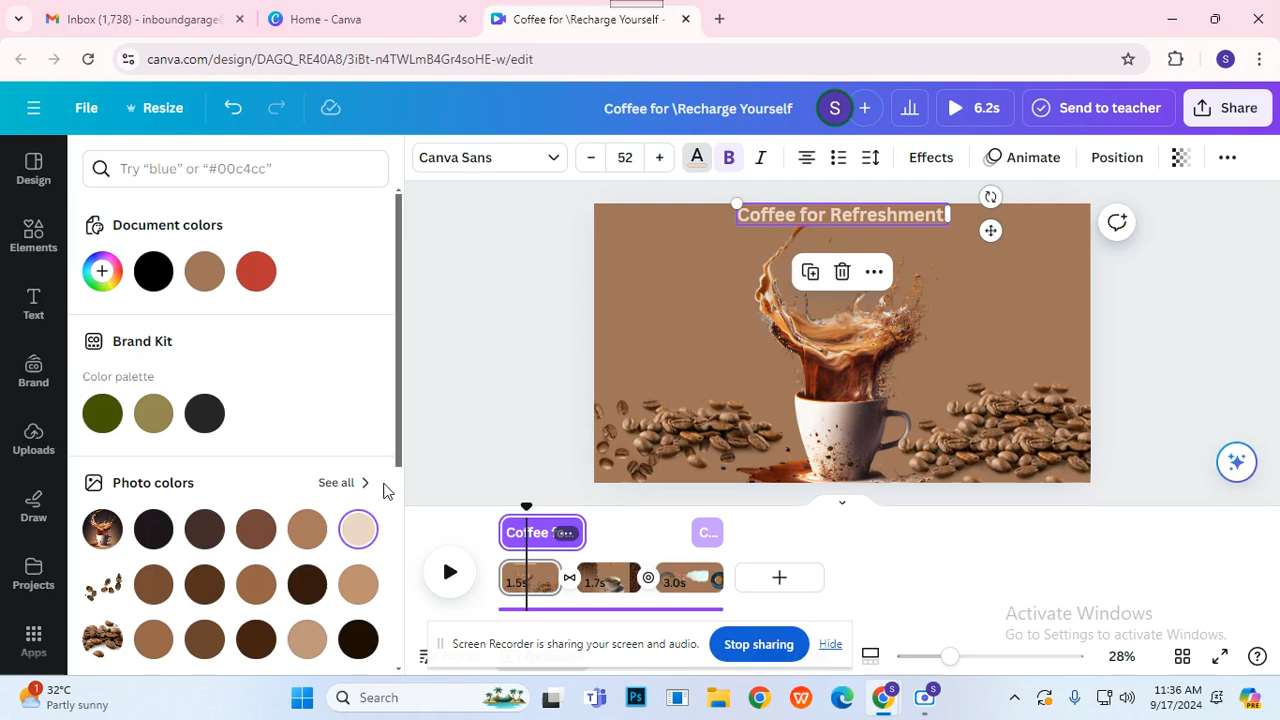 Inbox (1,738) - inboundgarage@
Home - Canva
Coffee for \Recharge Yourself -
canva.com/design/DAGQ_RE40A8/3iBt-n4TWLmB4Gr4soHE-w/edit
S
File
Resize
Coffee for \Recharge Yourself
S
6.2s
Send to teacher
Share
Design
Elements
Text
Brand
Uploads
Draw
Projects
Apps
Try “blue” or “#00c4cc”
Document colors
Brand Kit
Color palette
Photo colors
See all
Canva Sans
52
A
B
I
Effects
Animate
Position
Coffee for Refreshment
1.5s
1.7s
3.0s
C...
Screen Recorder is sharing your screen and audio.
Stop sharing
Hide
Activate Windows
Go to Settings to activate Windows.
28%
1
32°C
Partly sunny
Search
11:36 AM
9/17/2024